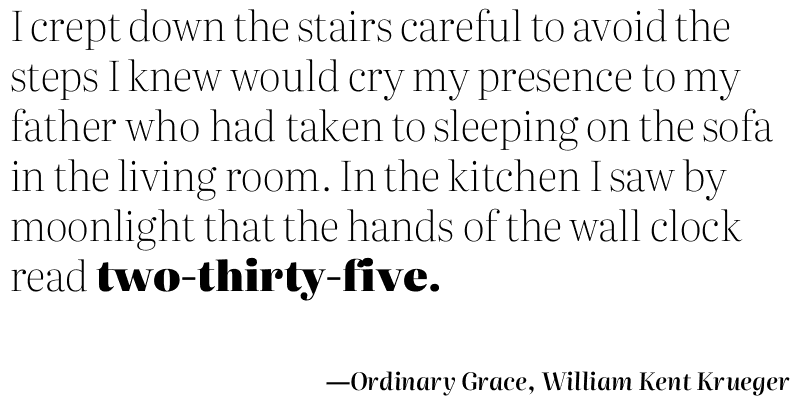 I crept down the stairs careful to avoid the
steps I knew would cry my presence to my
father who had taken to sleeping on the sofa
in the living room. In the kitchen I saw by
moonlight that the hands of the wall clock
read two-thirty-five.
—Ordinary Grace, William Kent Krueger